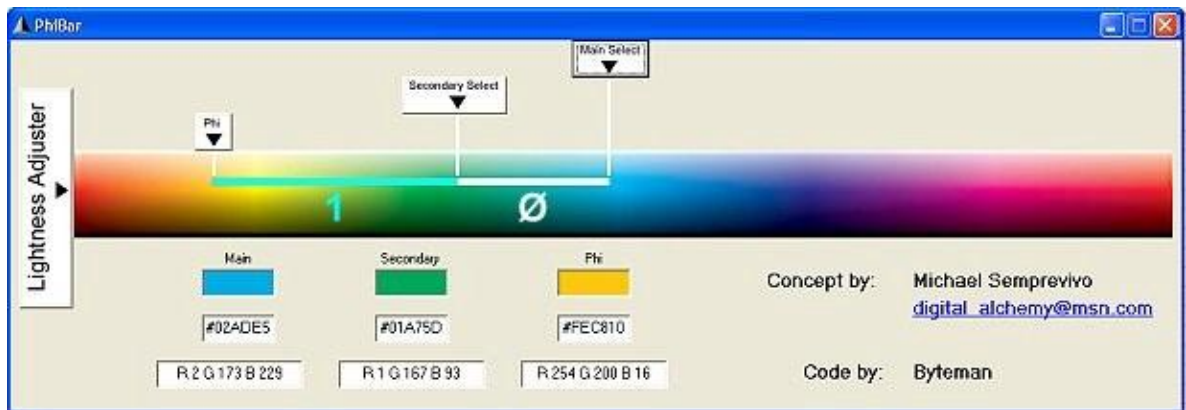 PhiBar
Main Select
Secondary Select
Phi
Lightness Adjuster
1
Ø
Main
Secondary
Phi
#02ADE5
#01A75D
#FEC810
R 2 G 173 B 229
R 1 G 167 B 93
R 254 G 200 B 16
Concept by:
Michael Semprevivo
digital_alchemy@msn.com
Code by:
Byteman